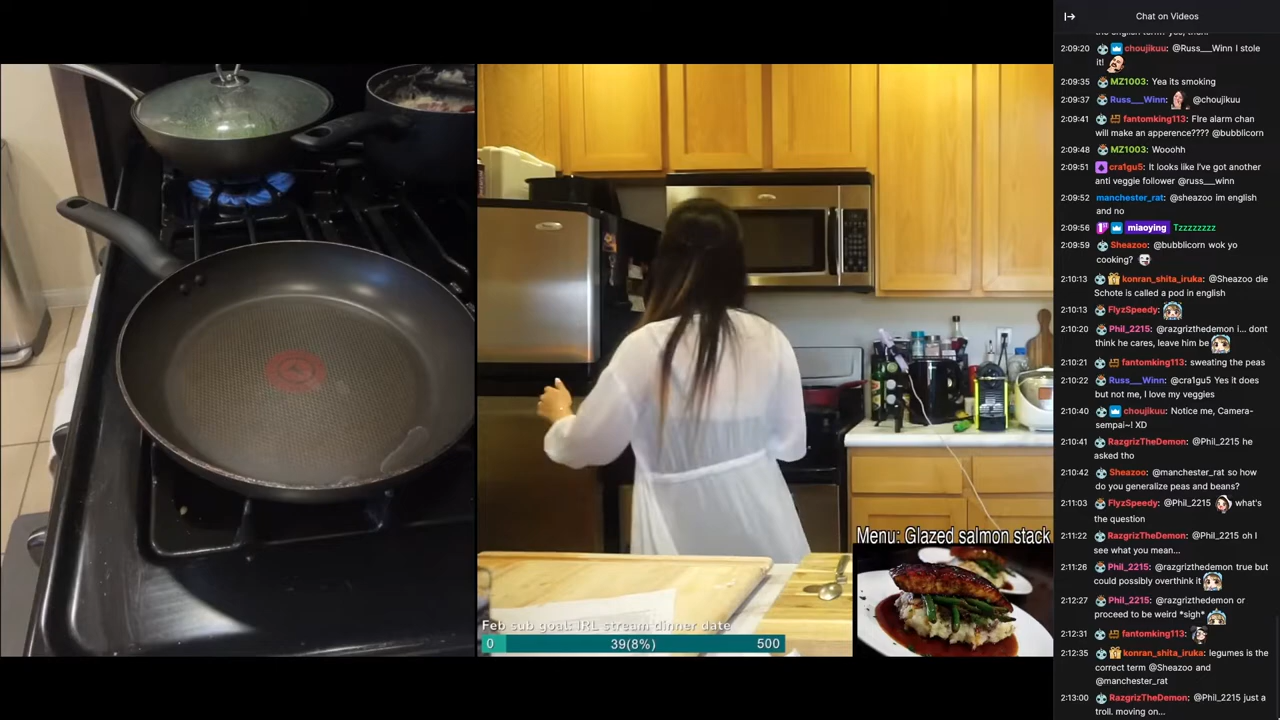 Chat on Videos
2:09:20 choujikuu: @Russ___Winn I stole
it!
2:09:35 MZ1003: Yea its smoking
2:09:37 Russ___Winn: @choujikuu
2:09:41 fantomking113: FIre alarm chan
will make an apperence???? @bubblicorn
2:09:48 MZ1003: Wooohh
2:09:51 cra1gu5: It looks like I've got another
anti veggie follower @russ___winn
2:09:52 manchester_rat: @sheazoo im english
and no
2:09:56 miaoying Tzzzzzzzz
2:09:59 Sheazoo: @bubblicorn wok yo
cooking?
2:10:13 konran_shita_iruka: @Sheazoo die
Schote is called a pod in english
2:10:13 FlyzSpeedy:
2:10:20 Phil_2215: @razgrizthedemon i... dont
think he cares, leave him be
2:10:21 fantomking113: sweating the peas
2:10:22 Russ___Winn: @cra1gu5 Yes it does
but not me, I love my veggies
2:10:40 choujikuu: Notice me, Camera-
sempai~! XD
2:10:41 RazgrizTheDemon: @Phil_2215 he
asked tho
2:10:42 Sheazoo: @manchester_rat so how
do you generalize peas and beans?
2:11:03 FlyzSpeedy: @Phil_2215 what's
the question
2:11:22 RazgrizTheDemon: @Phil_2215 oh I
see what you mean...
2:11:26 Phil_2215: @razgrizthedemon true but
could possibly overthink it
2:12:27 Phil_2215: @razgrizthedemon or
proceed to be weird *sigh*
2:12:31 fantomking113:
2:12:35 konran_shita_iruka: legumes is the
correct term @Sheazoo and
@manchester_rat
2:13:00 RazgrizTheDemon: @Phil_2215 just a
troll. moving on...
Menu: Glazed salmon stack
Feb sub goal: IRL stream dinner date
0 39(8%) 500